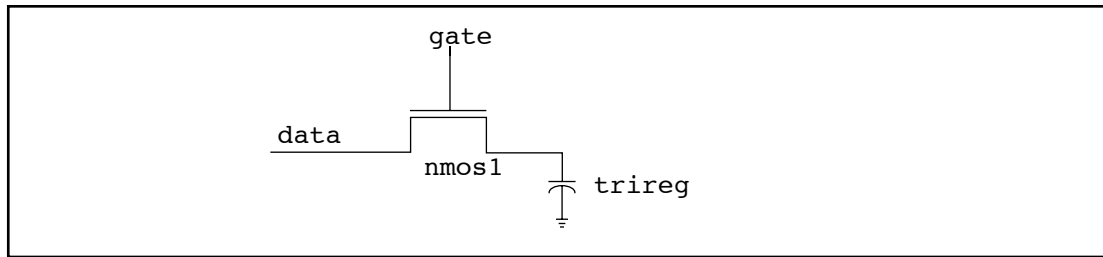 gate
data
nmos1
trireg